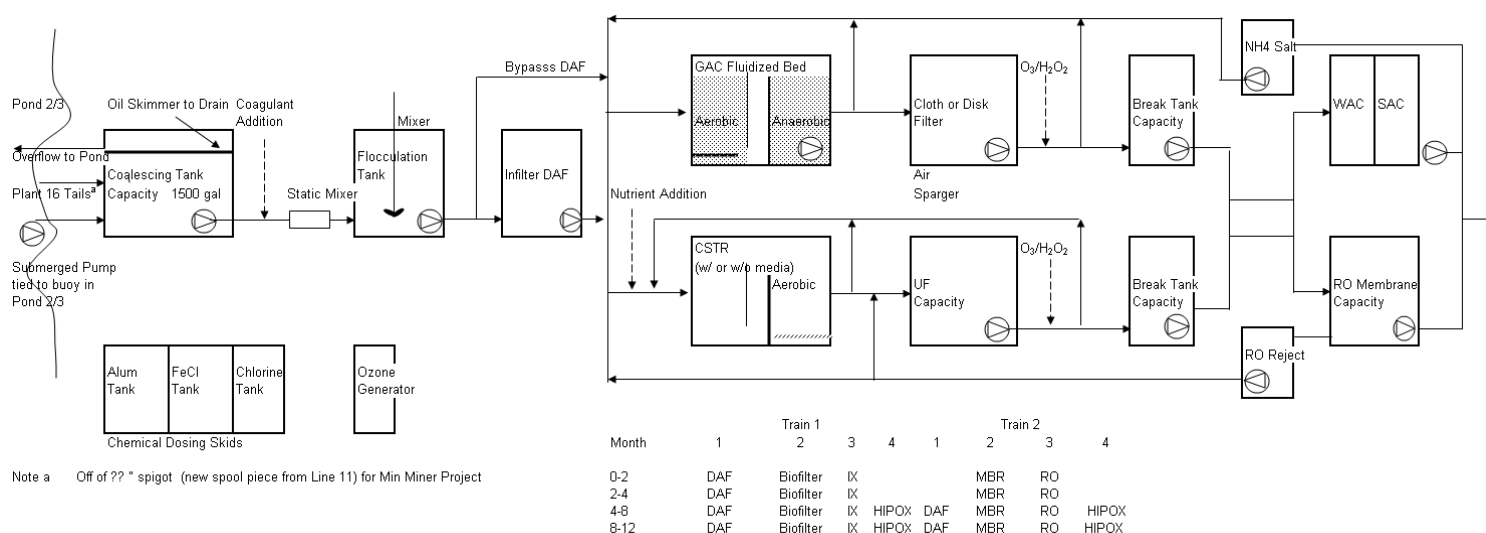 Bypasss DAF
NH4 Salt
GAC Fluidized Bed
O₃/H₂O₂
Pond 2/3
Oil Skimmer to Drain
Coagulant
Addition
Mixer
Cloth or Disk
Filter
Break Tank
Capacity
WAC
SAC
Aerobic
Anaerobic
Overflow to Pond
Flocculation
Tank
Coalescing Tank
Capacity 1500 gal
Infilter DAF
Plant 16 Tailsᵃ
Static Mixer
Nutrient Addition
Air
Sparger
Submerged Pump
tied to buoy in
Pond 2/3
CSTR
(w/ or w/o media)
Aerobic
O₃/H₂O₂
UF
Capacity
Break Tank
Capacity
RO Membrane
Capacity
RO Reject
Alum
Tank
FeCl
Tank
Chlorine
Tank
Ozone
Generator
Chemical Dosing Skids
Train 1 Train 2
Month 1 2 3 4 1 2 3 4
0-2 DAF Biofilter IX MBR RO
2-4 DAF Biofilter IX MBR RO
4-8 DAF Biofilter IX HIPOX DAF MBR RO HIPOX
8-12 DAF Biofilter IX HIPOX DAF MBR RO HIPOX
Note a Off of ?? " spigot (new spool piece from Line 11) for Min Miner Project